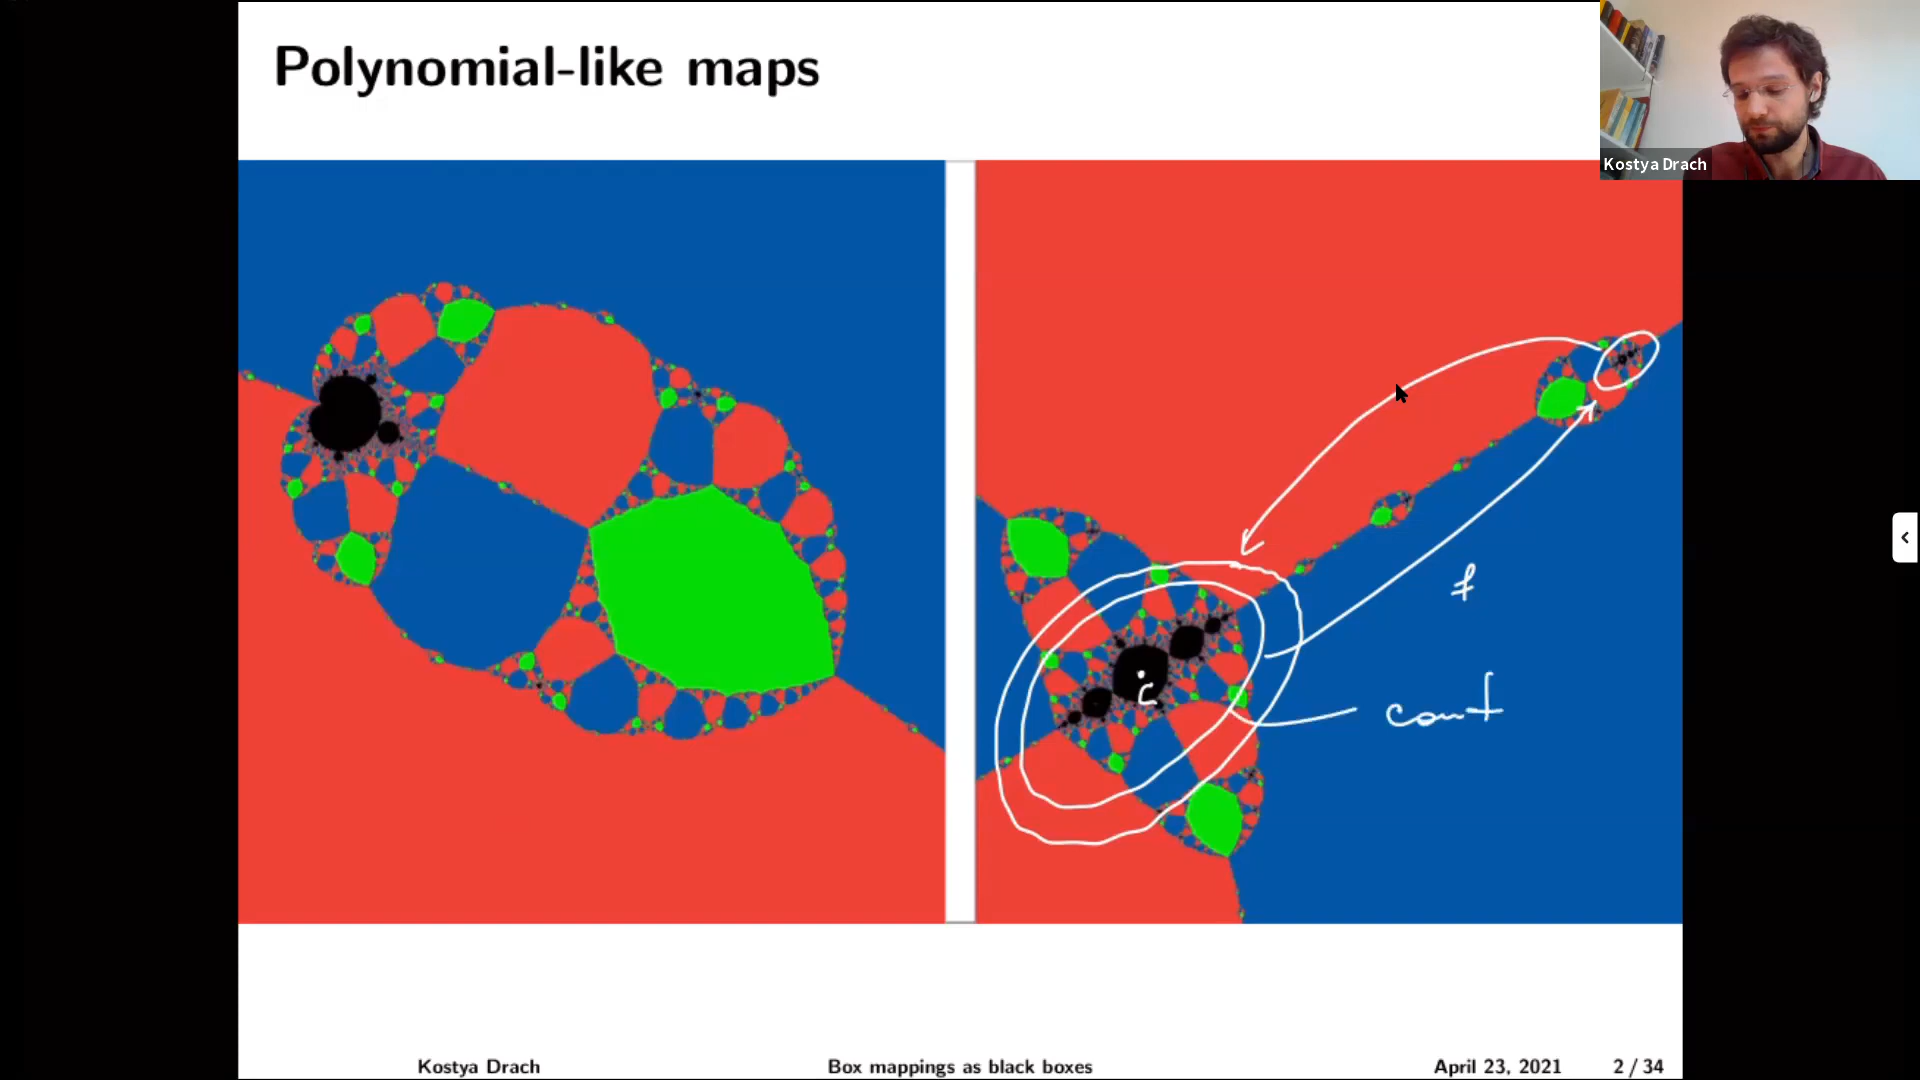 Polynomial-like maps
Kostya Drach
f
c
conf
Kostya Drach Box mappings as black boxes April 23, 2021 2 / 34